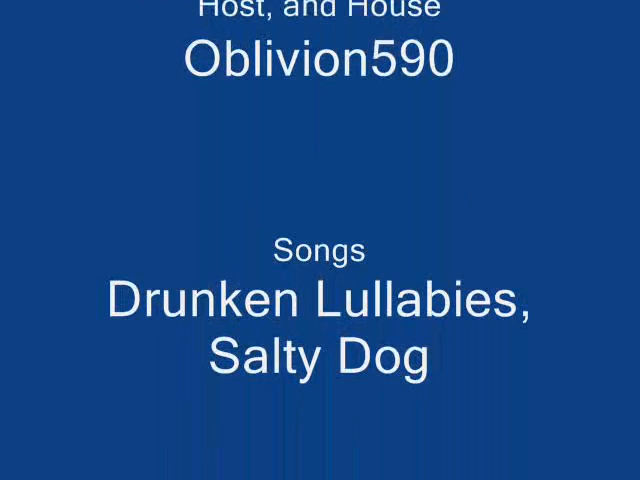 Host, and House
Oblivion590
Songs
Drunken Lullabies,
Salty Dog